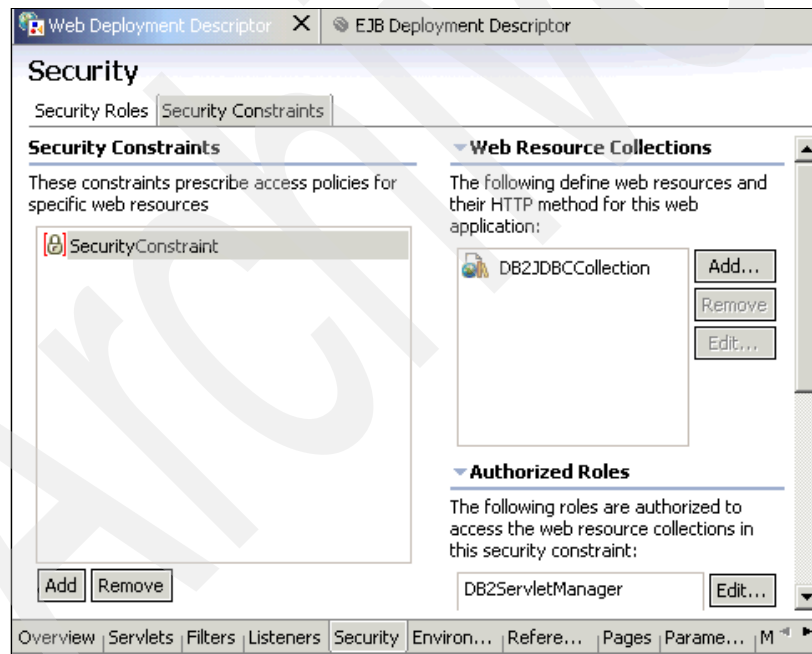 Web Deployment Descriptor X EJB Deployment Descriptor
Security
Security Roles Security Constraints
Security Constraints
These constraints prescribe access policies for
specific web resources
SecurityConstraint
Add Remove
Web Resource Collections
The following define web resources and
their HTTP method for this web
application:
DB2JDBCCollection
Add...
Remove
Edit...
Authorized Roles
The following roles are authorized to
access the web resource collections in
this security constraint:
DB2ServletManager
Edit...
Overview Servlets Filters Listeners Security Environ... Refere... Pages Parame... M